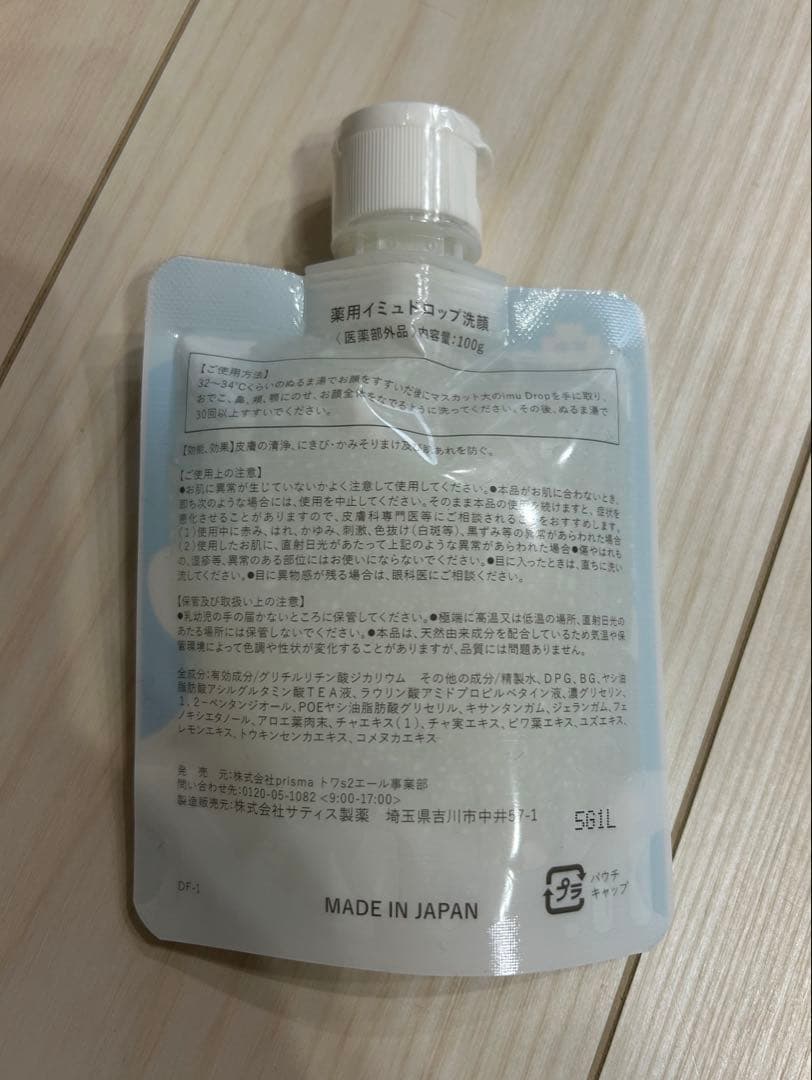 薬用イミュドロップ洗顔
〈医薬部外品〉内容量:100g
【ご使用方法】
32〜34℃くらいのぬるま湯でお顔をすすいだ後にマスカット大のimu Dropを手に取り、
おでこ、鼻、頬、顎にのせ、お顔全体をなでるように洗ってください。その後、ぬるま湯で
30回以上すすいでください。
【効能、効果】皮膚の清浄、にきび・かみそりまけ及び肌あれを防ぐ。
【ご使用上の注意】
●お肌に異常が生じていないかよく注意して使用してください。●本品がお肌に合わないとき、
即ち次のような場合には、使用を中止してください。そのまま本品の使用を続けますと、症状を
悪化させることがありますので、皮膚科専門医等にご相談されることをおすすめします。
(1)使用中に赤み、はれ、かゆみ、刺激、色抜け(白斑等)、黒ずみ等の異常があらわれた場合
(2)使用したお肌に、直射日光があたって上記のような異常があらわれた場合●傷やはれも
の、湿疹等、異常のある部位にはお使いにならないでください。●目に入ったときは、直ちに洗い
流してください。●目に異物感が残る場合は、眼科医にご相談ください。
【保管及び取扱い上の注意】
●乳幼児の手の届かないところに保管してください。●極端に高温又は低温の場所、直射日光の
あたる場所には保管しないでください。●本品は、天然由来成分を配合しているため気温や保
管環境によって色調や性状が変化することがありますが、品質には問題ありません。
全成分:有効成分/グリチルリチン酸ジカリウム その他の成分/精製水、DPG、BG、ヤシ油
脂肪酸アシルグルタミン酸TEA液、ラウリン酸アミドプロピルベタイン液、濃グリセリン、
1，2−ペンタンジオール、POEヤシ油脂肪酸グリセリル、キサンタンガム、ジェランガム、フェ
ノキシエタノール、アロエ葉肉末、チャエキス(1)、チャ実エキス、ビワ葉エキス、ユズエキス、
レモンエキス、トウキンセンカエキス、コメヌカエキス
発 売 元:株式会社prisma トワs2エール事業部
問い合わせ先:0120-05-1082 <9:00-17:00>
製造販売元:株式会社サティス製薬 埼玉県吉川市中井57-1
5G1L
プラ
パウチ
キャップ
DF-1
MADE IN JAPAN